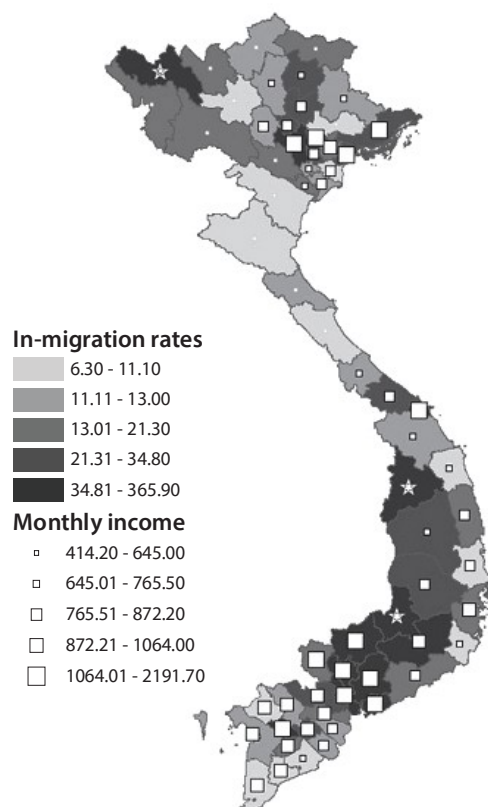 In-migration rates
6.30 - 11.10
11.11 - 13.00
13.01 - 21.30
21.31 - 34.80
34.81 - 365.90
Monthly income
414.20 - 645.00
645.01 - 765.50
765.51 - 872.20
872.21 - 1064.00
1064.01 - 2191.70